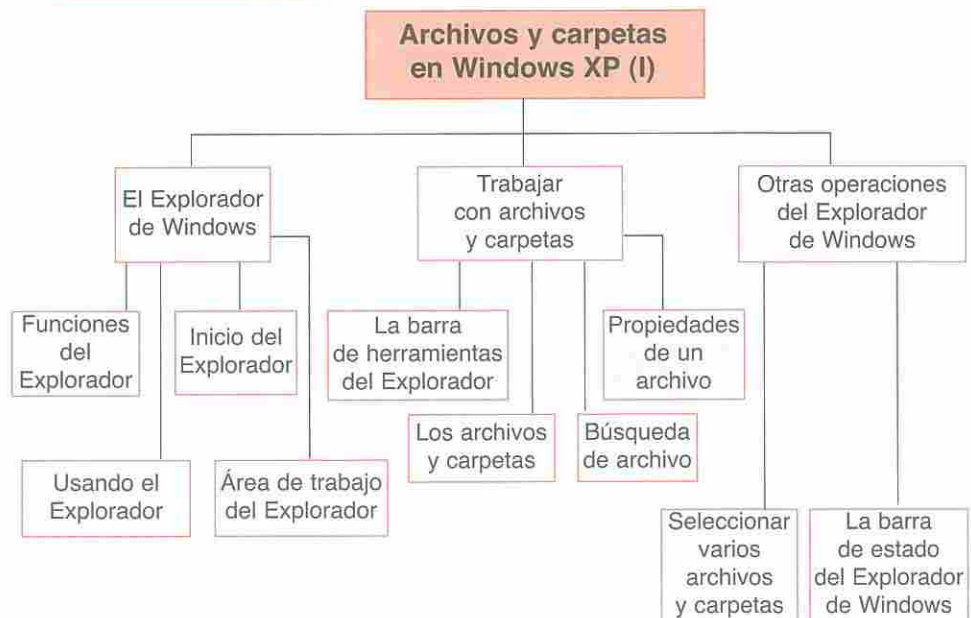 Archivos y carpetas
en Windows XP (I)
El Explorador
de Windows
Trabajar
con archivos
y carpetas
Otras operaciones
del Explorador
de Windows
Funciones
del
Explorador
Inicio del
Explorador
La barra
de herramientas
del Explorador
Propiedades
de un
archivo
Los archivos
y carpetas
Búsqueda
de archivo
Usando el
Explorador
Área de trabajo
del Explorador
Seleccionar
varios
archivos
y carpetas
La barra
de estado
del Explorador
de Windows